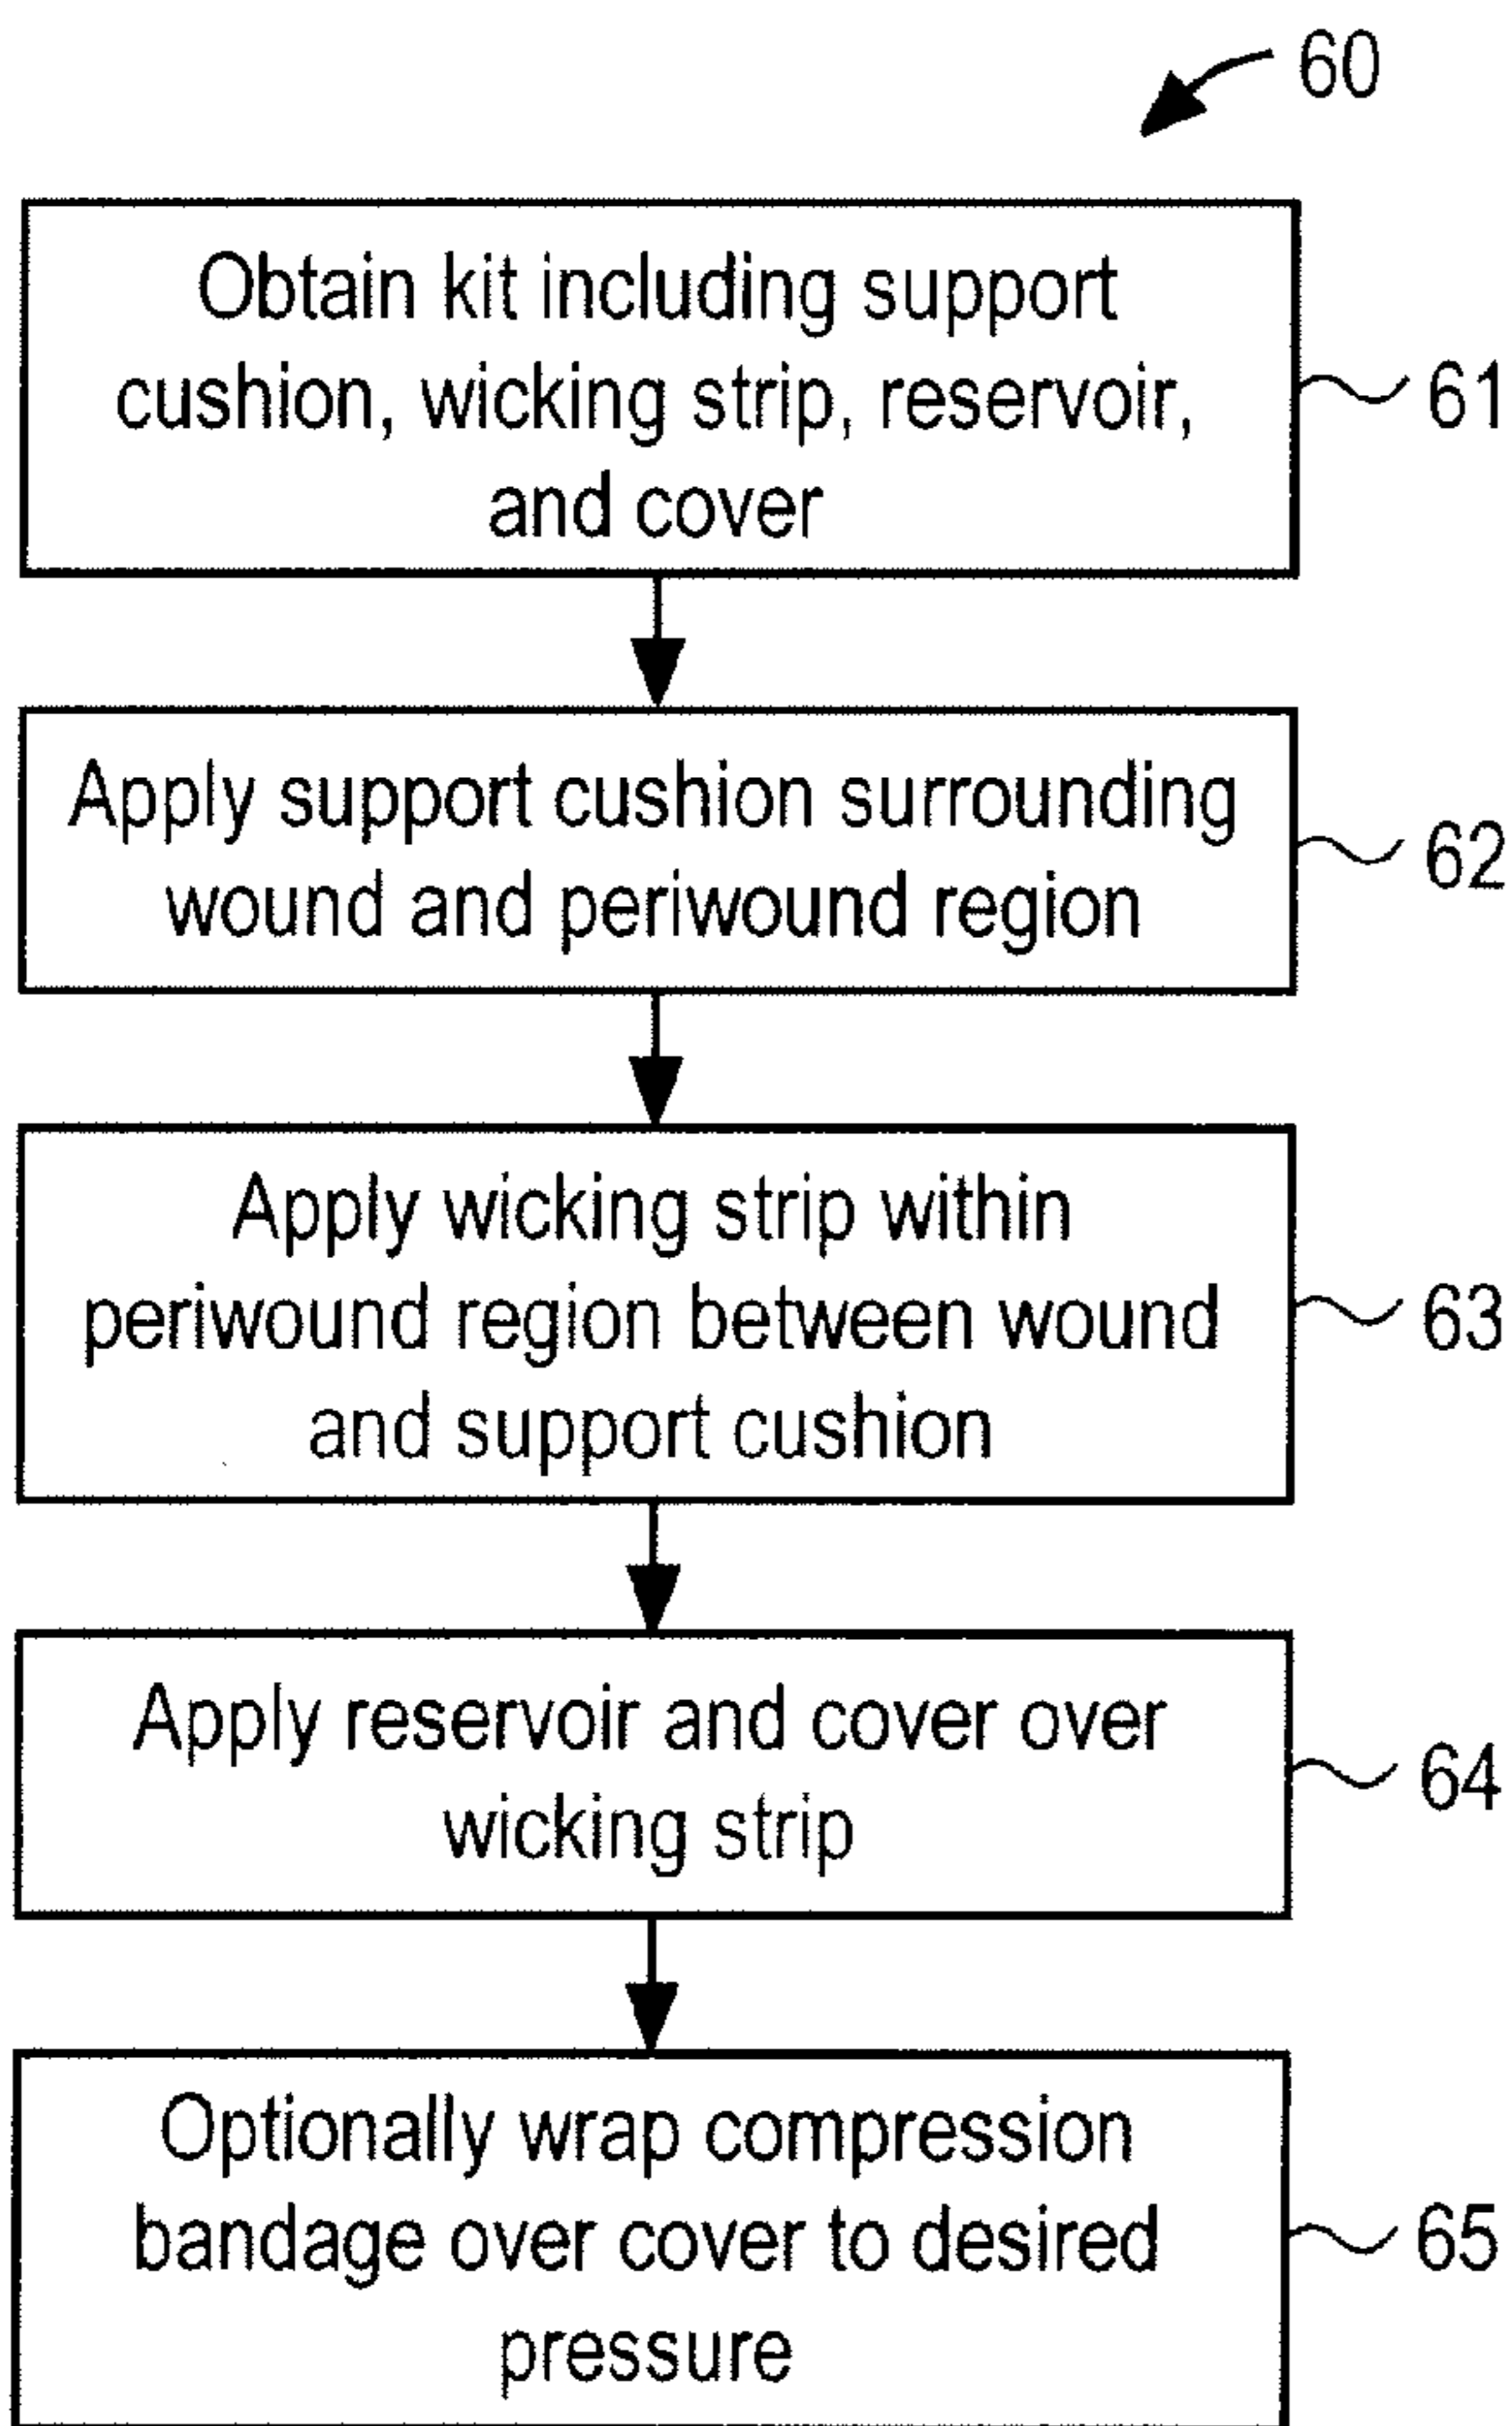 60
Obtain kit including support
cushion, wicking strip, reservoir,
and cover
61
Apply support cushion surrounding
wound and periwound region
62
Apply wicking strip within
periwound region between wound
and support cushion
63
Apply reservoir and cover over
wicking strip
64
Optionally wrap compression
bandage over cover to desired
pressure
65